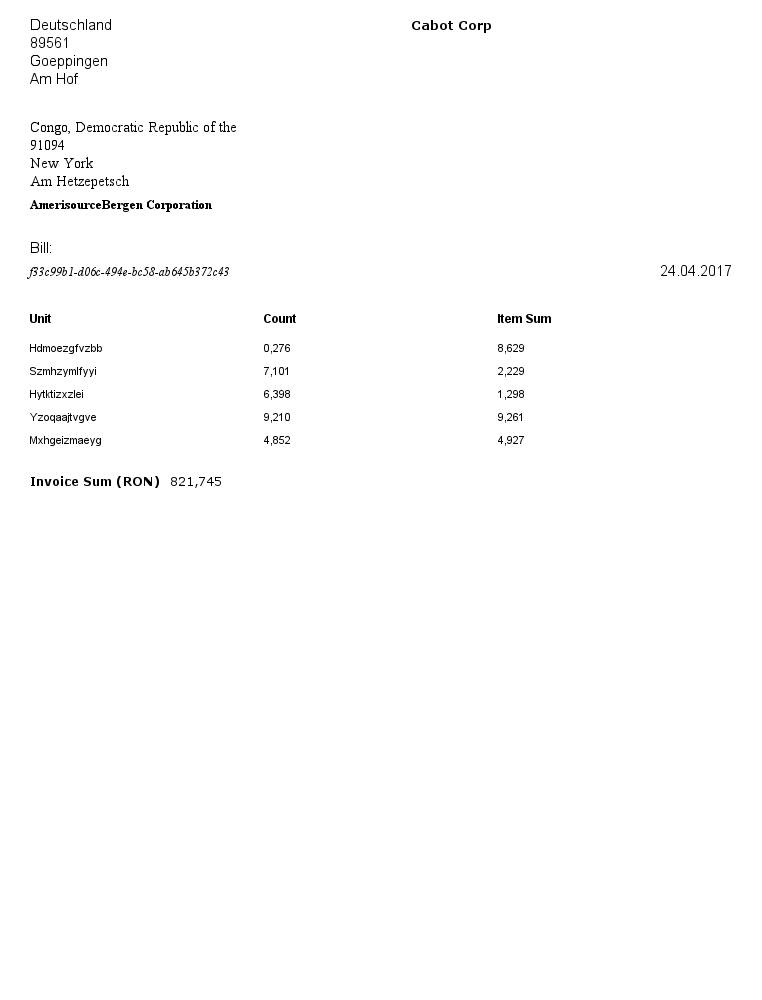 Deutschland
Cabot Corp
89561
Goeppingen
Am Hof
Congo, Democratic Republic of the
91094
New York
Am Hetzepetsch
AmerisourceBergen Corporation
Bill:
f33c99b1-d06c-494e-bc58-ab645b372c43 24.04.2017
Unit Count Item Sum
Hdmoezgfvzbb 0,276 8,629
Szmhzymlfyyi 7,101 2,229
Hytktizxzlei 6,398 1,298
Yzoqaajtvgve 9,210 9,261
Mxhgeizmaeyg 4,852 4,927
Invoice Sum (RON) 821,745